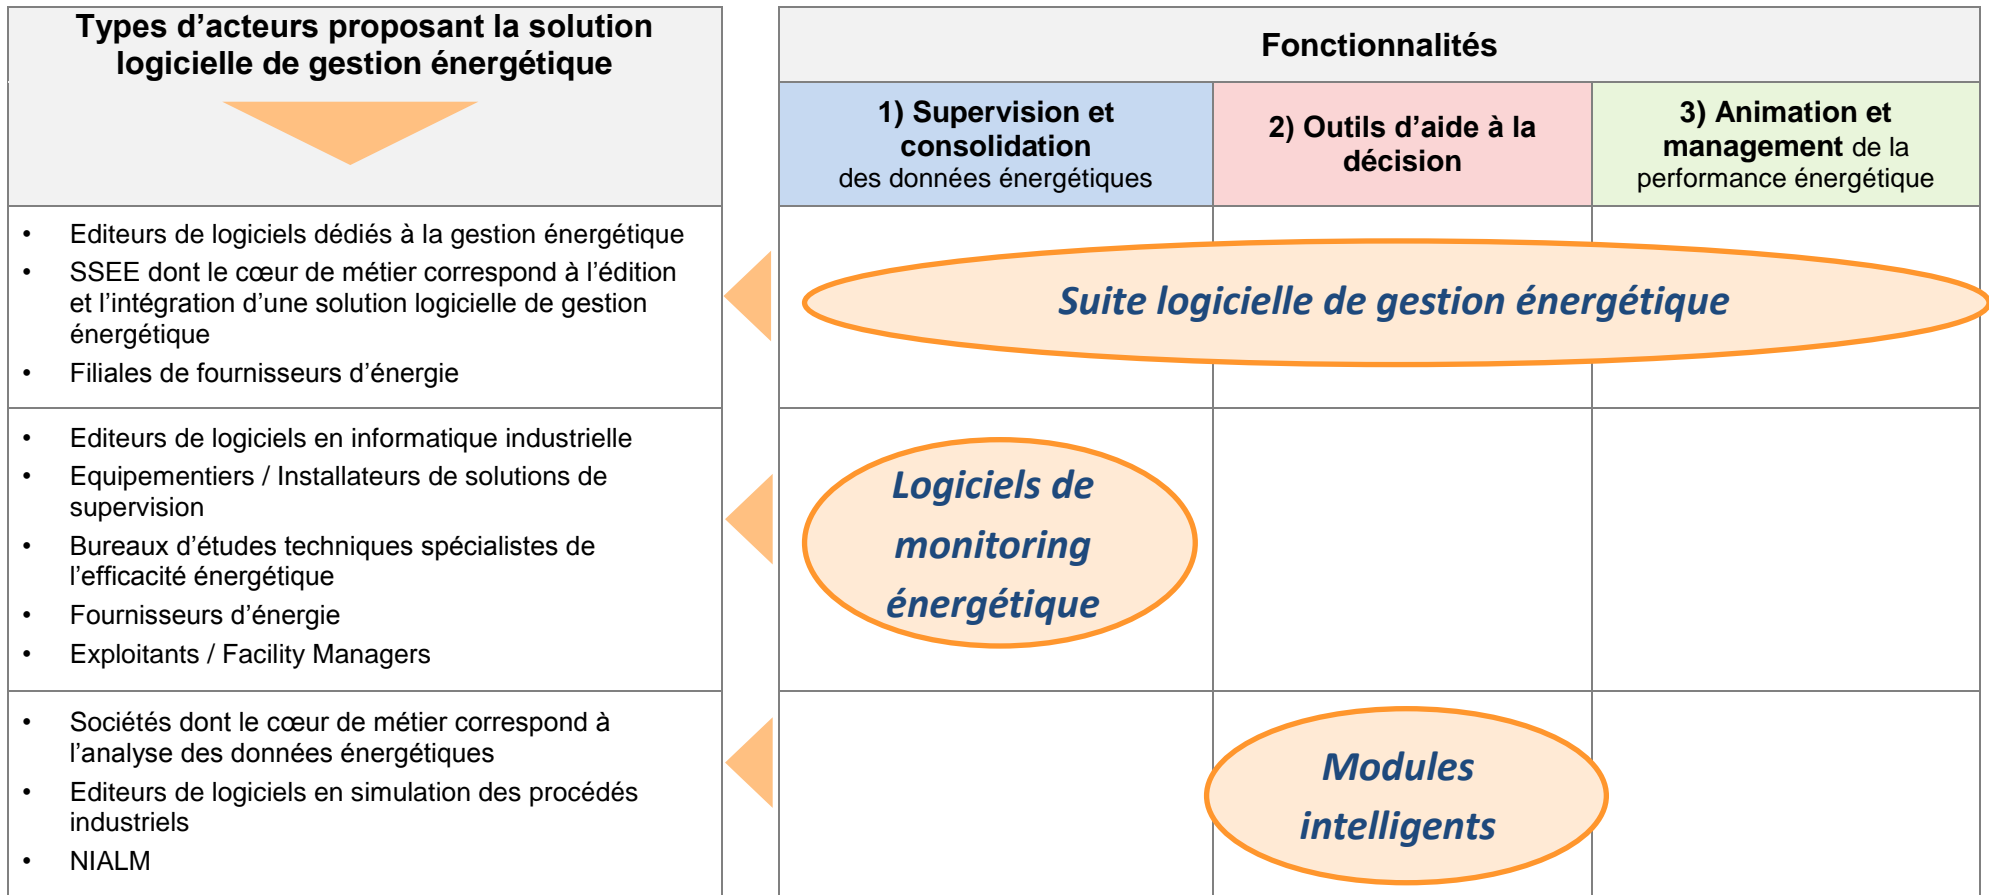 Types d’acteurs proposant la solution
logicielle de gestion énergétique
Fonctionnalités
1) Supervision et
consolidation
des données énergétiques
2) Outils d’aide à la
décision
3) Animation et
management de la
performance énergétique
• Editeurs de logiciels dédiés à la gestion énergétique
• SSEE dont le cœur de métier correspond à l’édition
et l’intégration d’une solution logicielle de gestion
énergétique
• Filiales de fournisseurs d’énergie
Suite logicielle de gestion énergétique
• Editeurs de logiciels en informatique industrielle
• Equipementiers / Installateurs de solutions de
supervision
• Bureaux d’études techniques spécialistes de
l’efficacité énergétique
• Fournisseurs d’énergie
• Exploitants / Facility Managers
Logiciels de
monitoring
énergétique
• Sociétés dont le cœur de métier correspond à
l’analyse des données énergétiques
• Editeurs de logiciels en simulation des procédés
industriels
• NIALM
Modules
intelligents